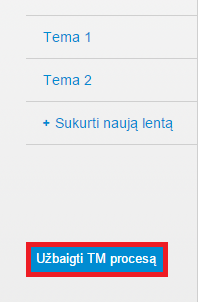 Tema 1
Tema 2
+ Sukurti naują lentą
Užbaigti TM procesą